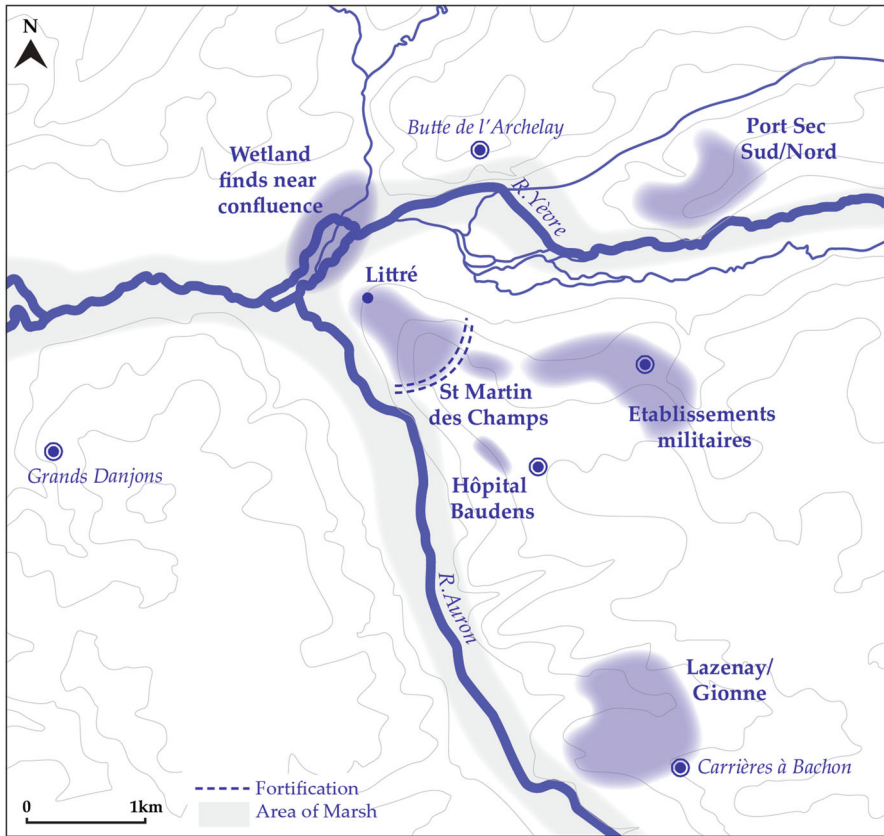 N
Butte de l'Archelay
Port Sec
Sud/Nord
Wetland
finds near
confluence
R.Yèvre
Littré
St Martin
des Champs
Etablissements
militaires
Grands Danjons
Hôpital
Baudens
R.Auron
Lazenay/
Gionne
Carrières à Bachon
Fortification
Area of Marsh
0 1km